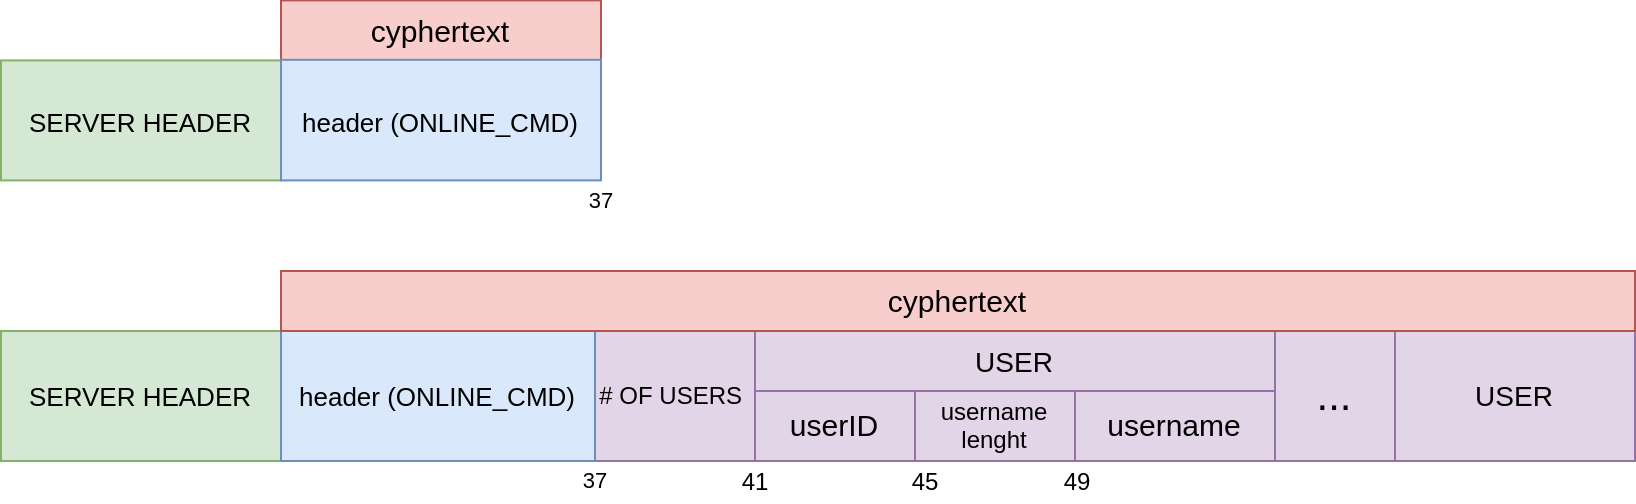 cyphertext
SERVER HEADER
header (ONLINE_CMD)
37
cyphertext
SERVER HEADER
header (ONLINE_CMD)
# OF USERS
USER
userID
username
lenght
username
...
USER
37
41
45
49